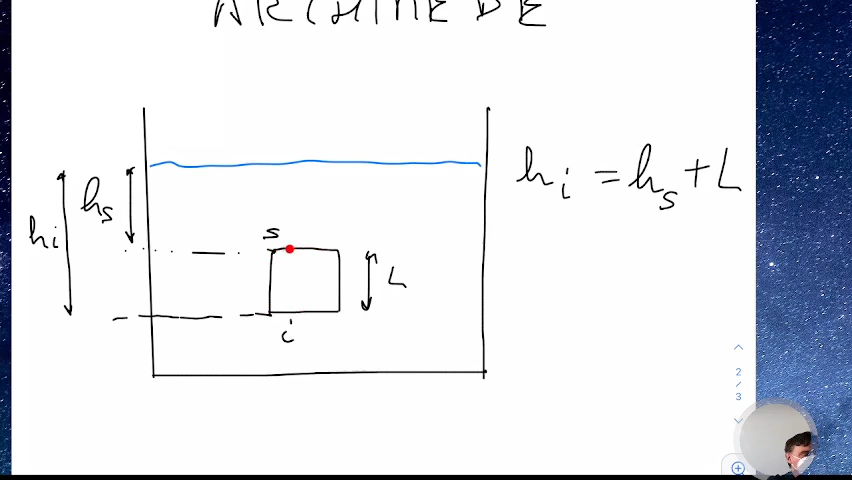 ARCHIMEDE
hi = hs + L
hs
hi
s
L
i
2
/
3